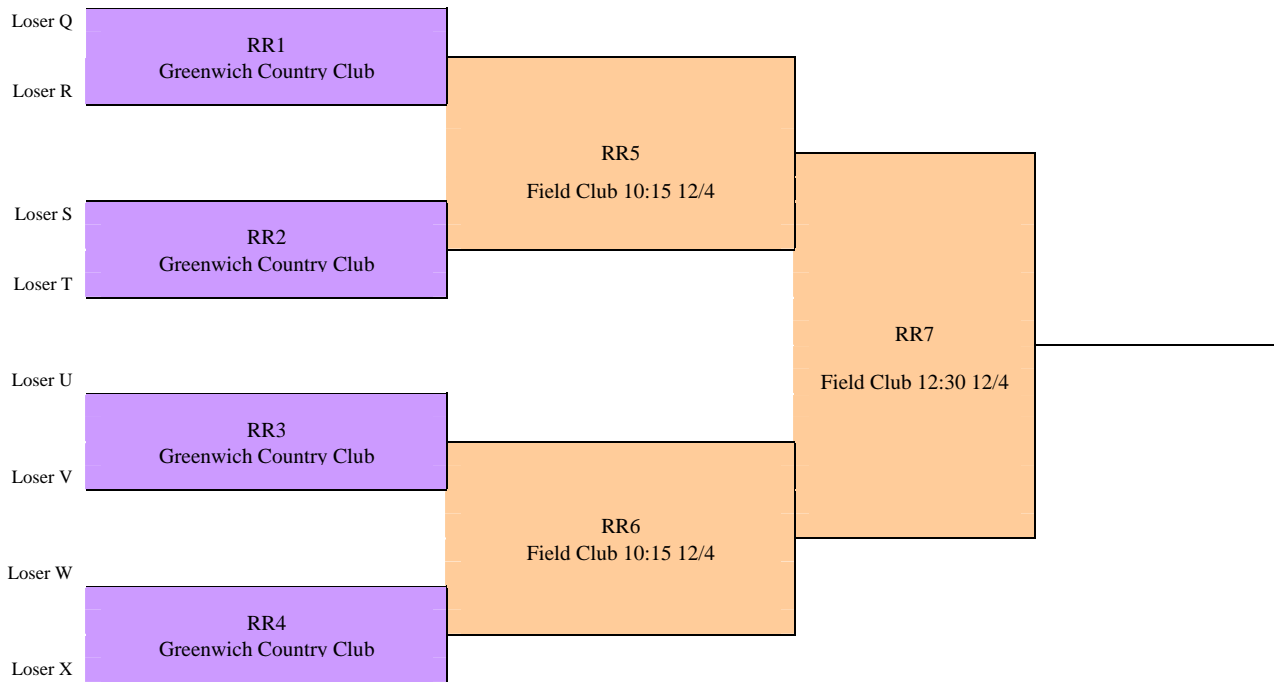 Loser Q
RR1
Greenwich Country Club
Loser R
RR5
Field Club 10:15 12/4
Loser S
RR2
Greenwich Country Club
Loser T
RR7
Field Club 12:30 12/4
Loser U
RR3
Greenwich Country Club
Loser V
RR6
Field Club 10:15 12/4
Loser W
RR4
Greenwich Country Club
Loser X